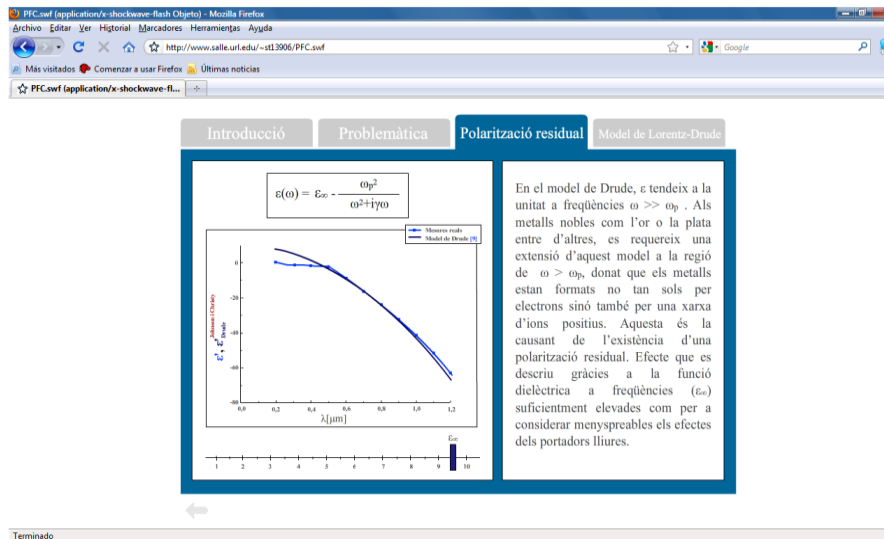 PFC.swf (application/x-shockwave-flash Objeto) - Mozilla Firefox
Archivo Editar Ver Historial Marcadores Herramientas Ayuda
http://www.salle.url.edu/~st13906/PFC.swf
Google
Más visitados Comenzar a usar Firefox Últimas noticias
PFC.swf (application/x-shockwave-fl...
Introducció Problemàtica Polarització residual Model de Lorentz-Drude
ε(ω) = ε∞ - ωp² / ω²+iγω
Mesures reals
Model de Drude [9]
ε', ε' Drude Johnson i Christy
0
-20
-40
-60
-80
0,0 0,2 0,4 0,6 0,8 1,0 1,2
λ[µm]
ε∞
1 2 3 4 5 6 7 8 9 10
En el model de Drude, ε tendeix a la
unitat a freqüències ω >> ωp . Als
metalls nobles com l'or o la plata
entre d'altres, es requereix una
extensió d'aquest model a la regió
de ω > ωp, donat que els metalls
estan formats no tan sols per
electrons sinó també per una xarxa
d'ions positius. Aquesta és la
causant de l'existència d'una
polarització residual. Efecte que es
descriu gràcies a la funció
dielèctrica a freqüències (ε∞)
suficientment elevades com per a
considerar menyspreables els efectes
dels portadors lliures.
Terminado